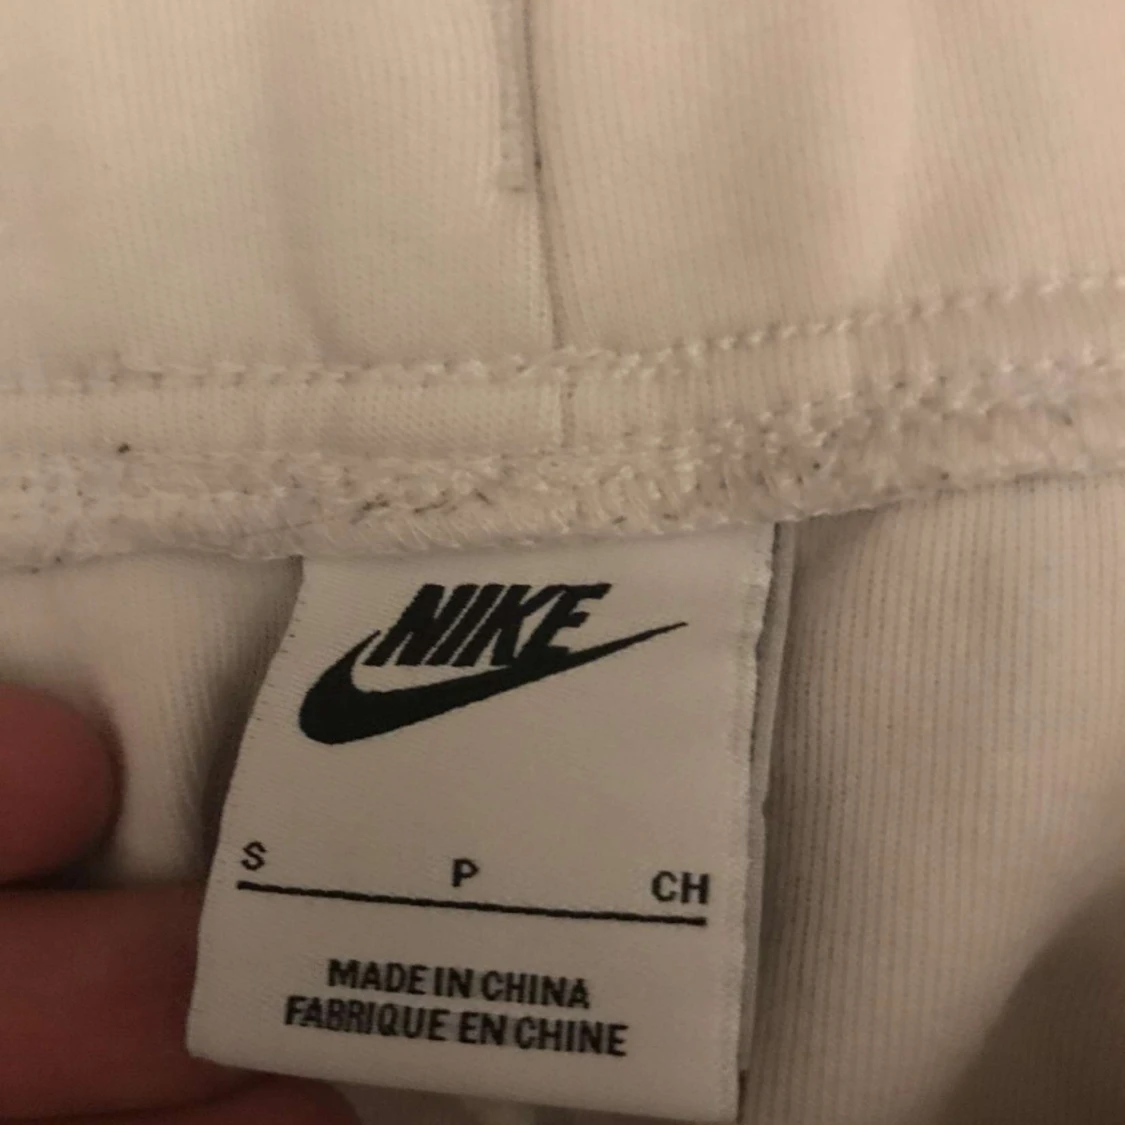 NIKE
S P CH
MADE IN CHINA
FABRIQUE EN CHINE